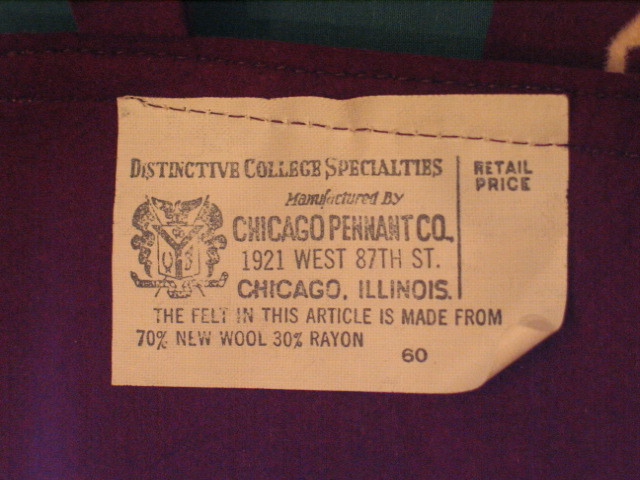 DISTINCTIVE COLLEGE SPECIALTIES
Manufactured By
CHICAGO PENNANT CO.
1921 WEST 87TH ST.
CHICAGO, ILLINOIS.
RETAIL
PRICE
THE FELT IN THIS ARTICLE IS MADE FROM
70% NEW WOOL 30% RAYON
60